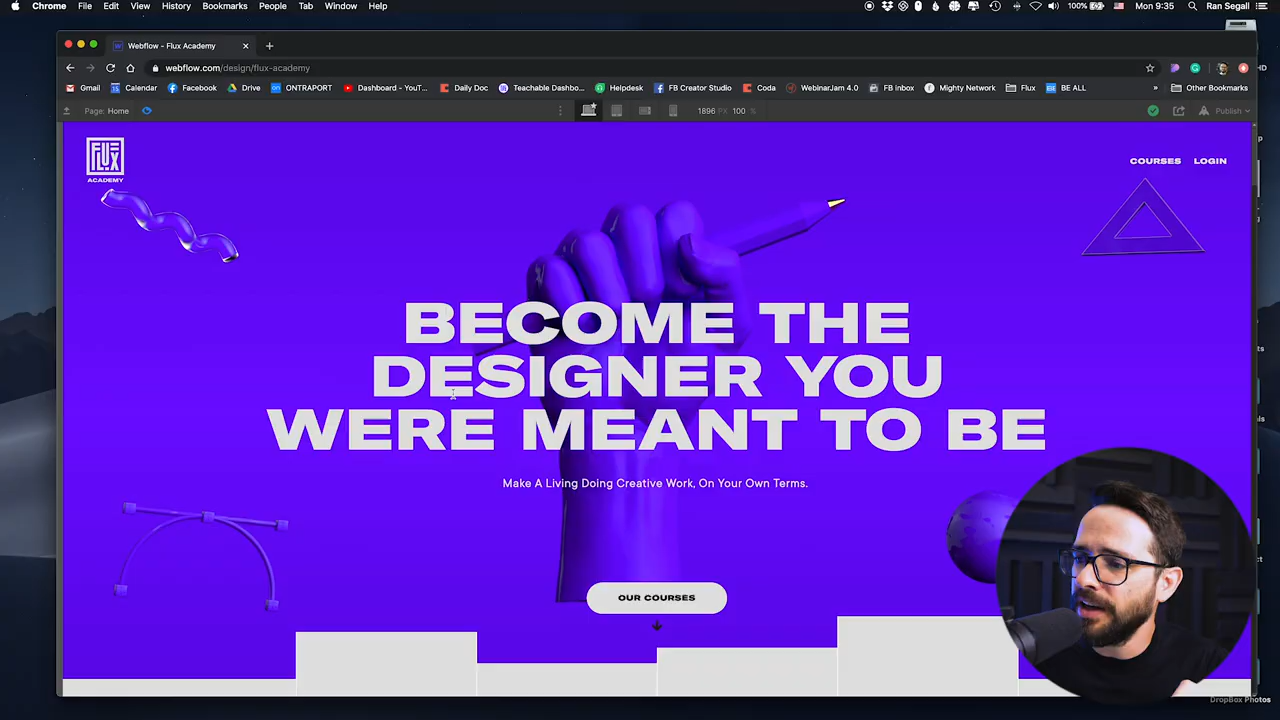 Chrome File Edit View History Bookmarks People Tab Window Help
100% Mon 9:35 Ran Segall
Webflow - Flux Academy
webflow.com/design/flux-academy
Gmail Calendar Facebook Drive ONTRAPORT Dashboard - YouT... Daily Doc Teachable Dashbo... Helpdesk FB Creator Studio Coda WebinarJam 4.0 FB inbox Mighty Network Flux BE ALL » Other Bookmarks
Page: Home 1896 PX 100 % Publish
FLUX
ACADEMY
COURSES LOGIN
BECOME THE
DESIGNER YOU
WERE MEANT TO BE
Make A Living Doing Creative Work, On Your Own Terms.
OUR COURSES
DropBox Photos